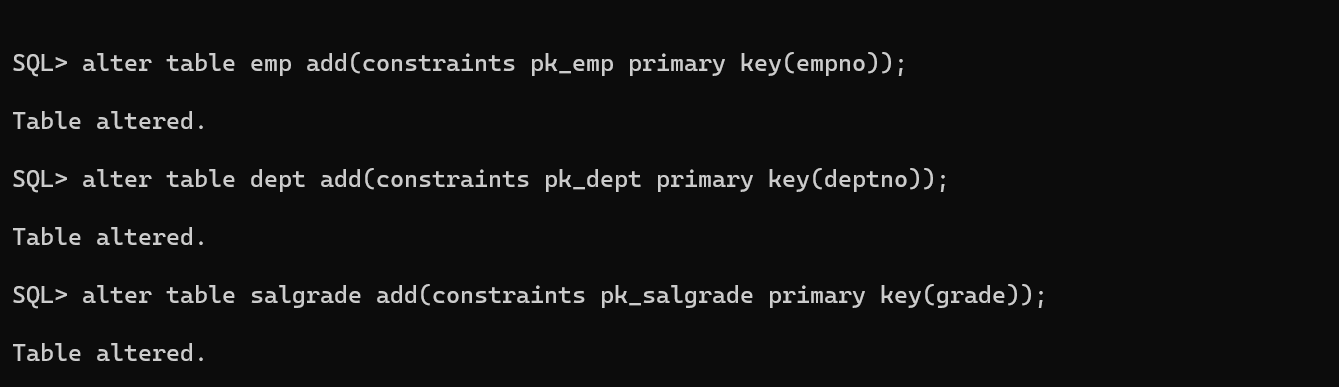 SQL> alter table emp add(constraints pk_emp primary key(empno));
Table altered.
SQL> alter table dept add(constraints pk_dept primary key(deptno));
Table altered.
SQL> alter table salgrade add(constraints pk_salgrade primary key(grade));
Table altered.